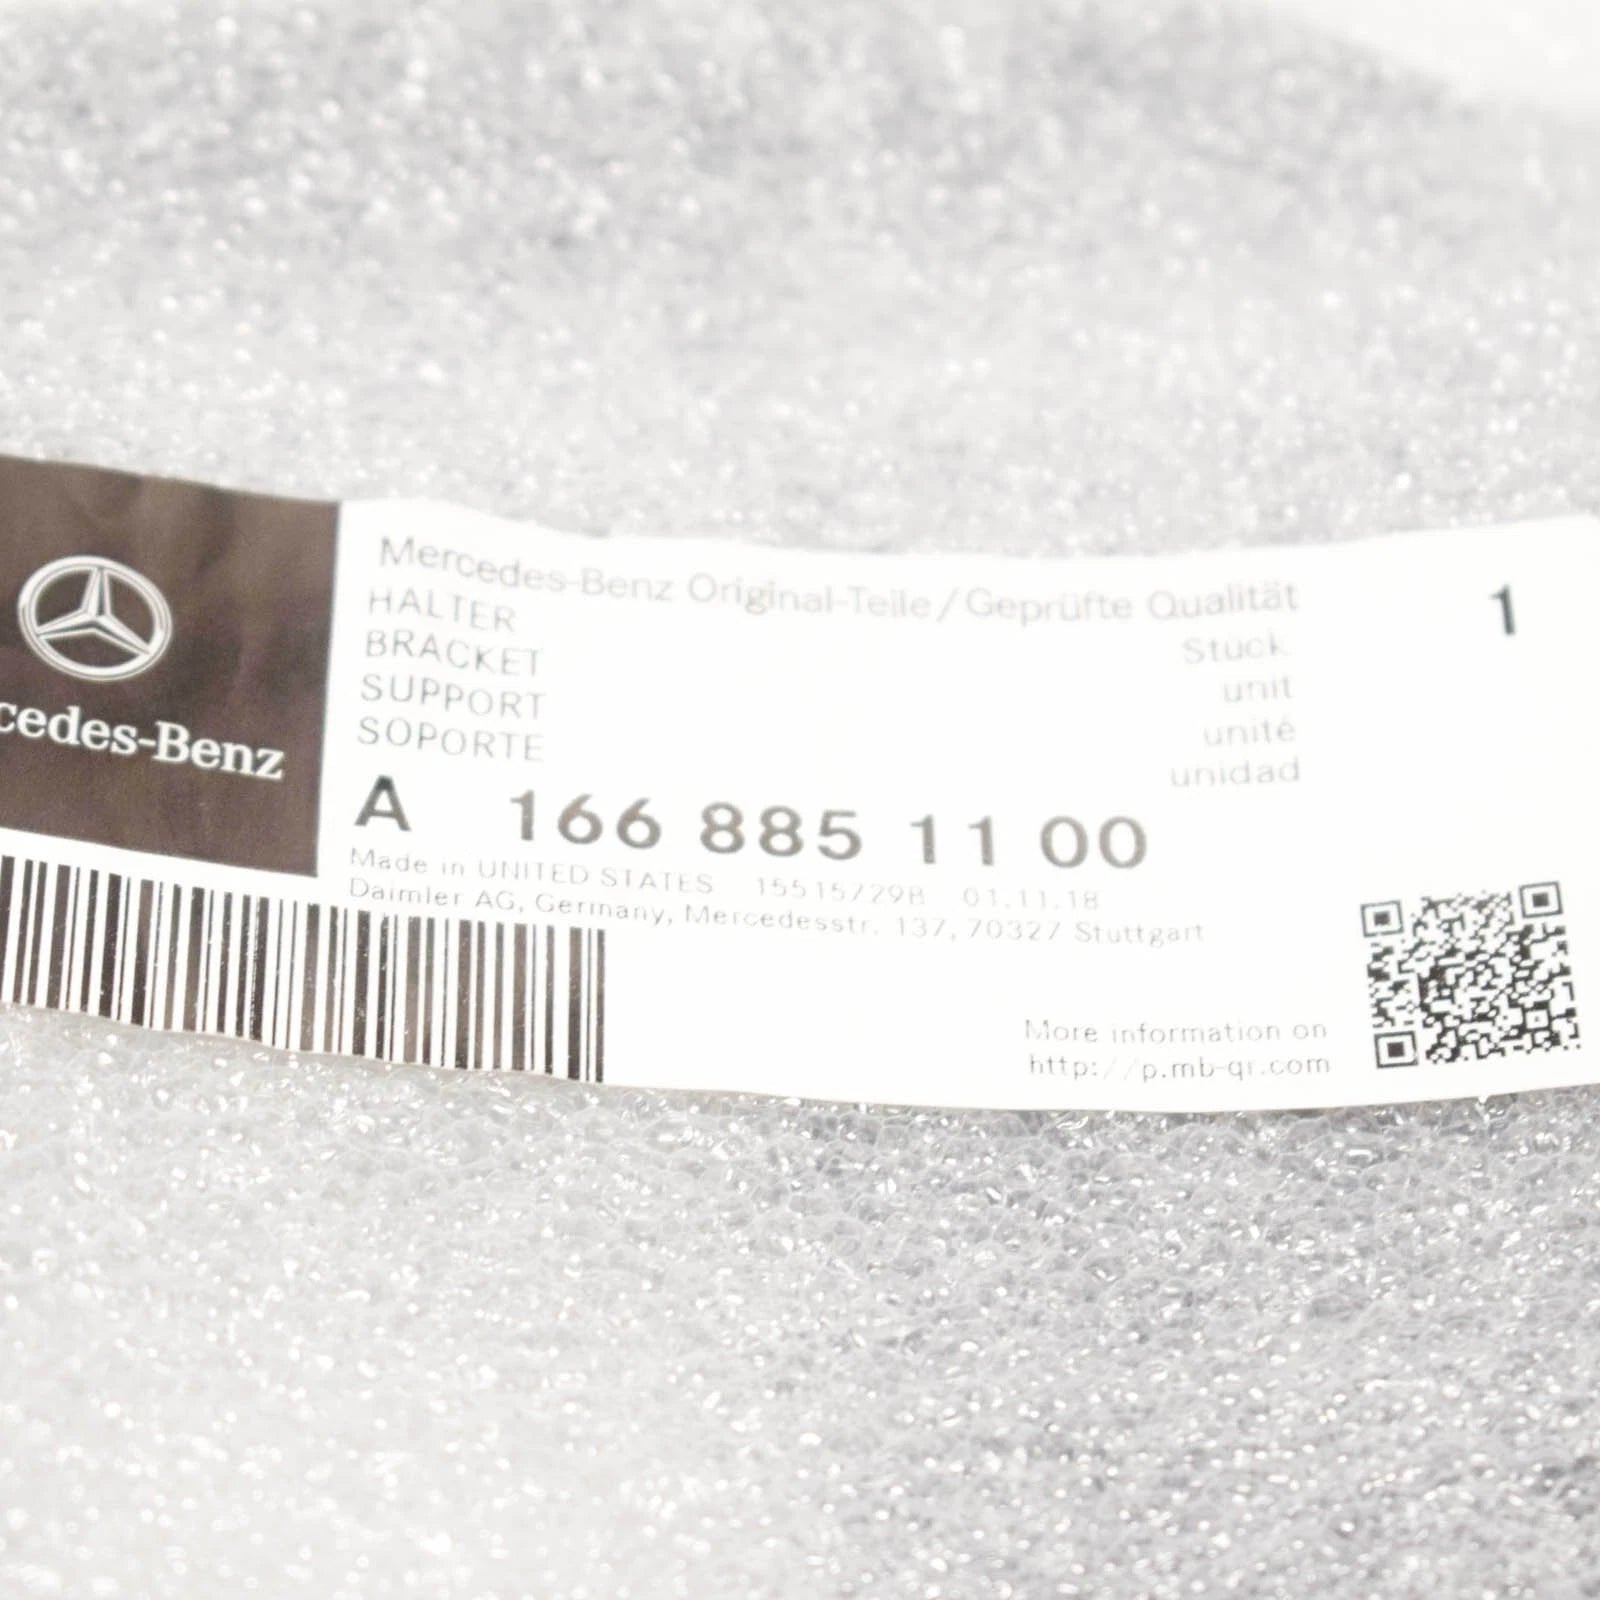 cedes-Benz
Mercedes-Benz Original-Teile/Geprüfte Qualität
HALTER
BRACKET
SUPPORT
SOPORTE
Stück
unit
unité
unidad
1
A 166 885 11 00
Made in UNITED STATES 15515729B 01.11.18
Daimler AG, Germany, Mercedesstr. 137, 70327 Stuttgart
More information on
http://p.mb-qr.com